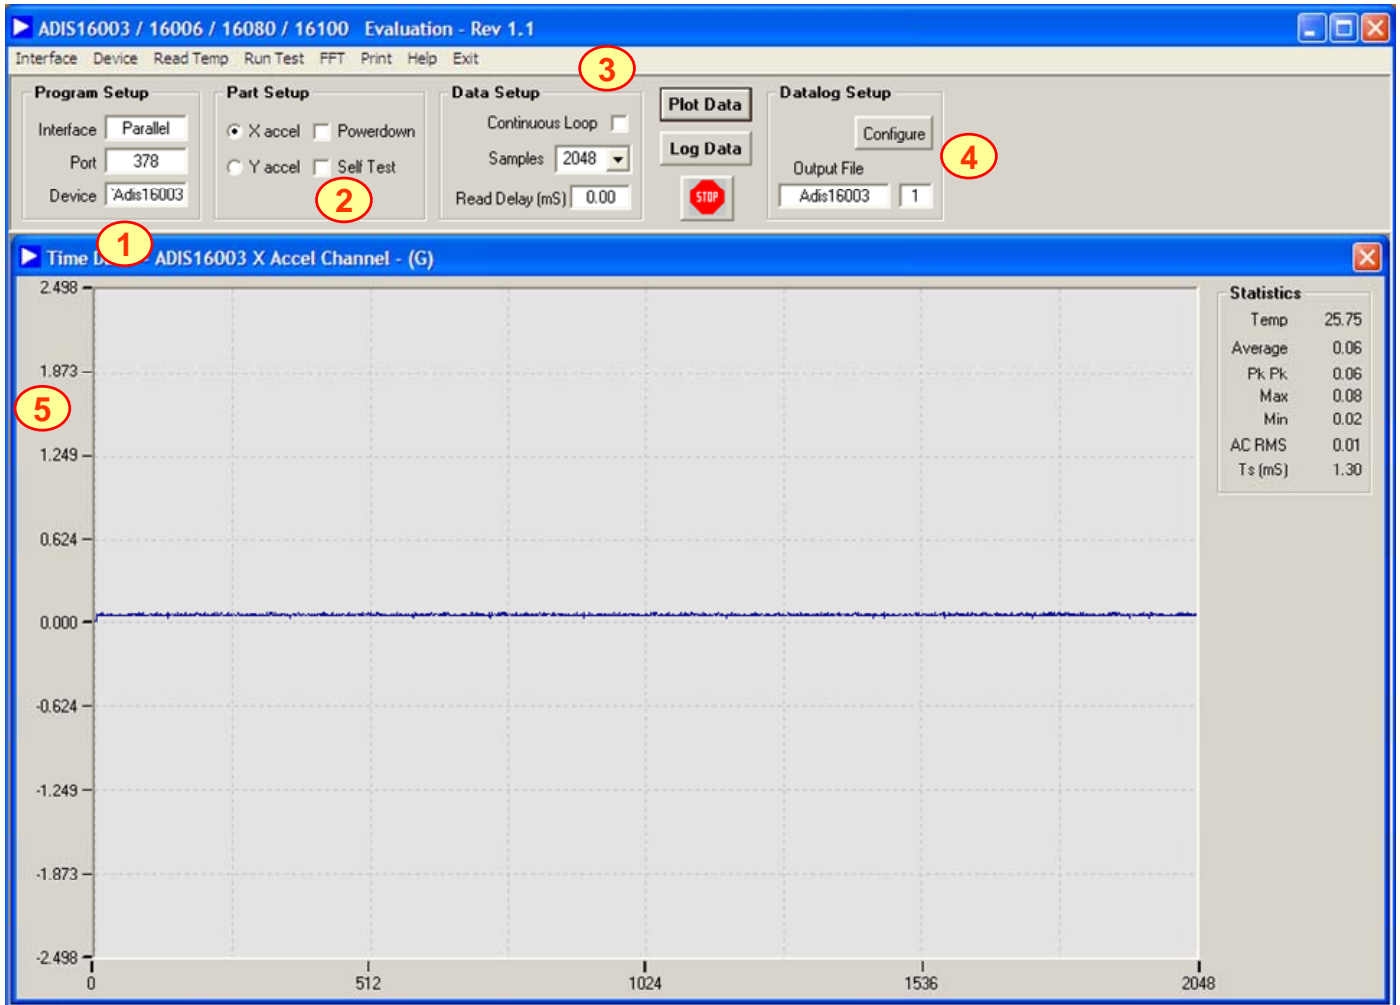 ADIS16003 / 16006 / 16080 / 16100 Evaluation - Rev 1.1
Interface Device Read Temp Run Test FFT Print Help Exit
3
Program Setup
Interface Parallel
Port 378
Device `Adis16003
1
Part Setup
X accel Powerdown
Y accel Self Test
2
Data Setup
Continuous Loop
Samples 2048
Read Delay (mS) 0.00
Plot Data
Log Data
STOP
Datalog Setup
Configure
4
Output File
Adis16003 1
Time - ADIS16003 X Accel Channel - (G)
2.498
1.873
5
1.249
0.624
0.000
-0.624
-1.249
-1.873
-2.498
0 512 1024 1536 2048
Statistics
Temp 25.75
Average 0.06
Pk Pk 0.06
Max 0.08
Min 0.02
AC RMS 0.01
Ts (mS) 1.30